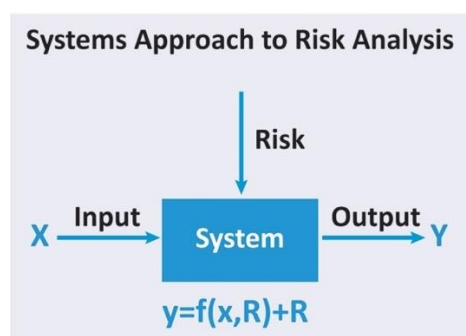 Systems Approach to Risk Analysis
Risk
Input
Output
X
System
Y
y=f(x,R)+R